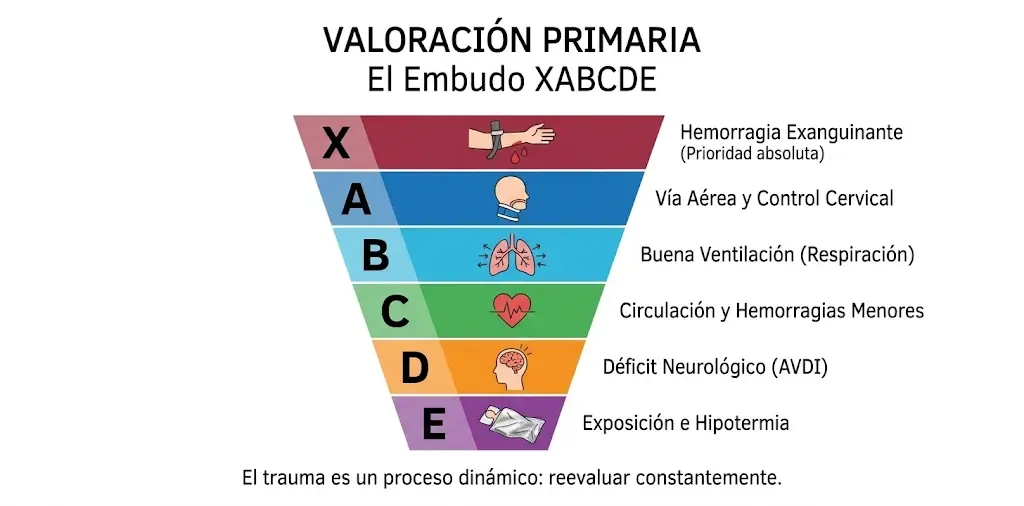 VALORACIÓN PRIMARIA
El Embudo XABCDE
X
Hemorragia Exanguinante
(Prioridad absoluta)
A
Vía Aérea y Control Cervical
B
Buena Ventilación (Respiración)
C
Circulación y Hemorragias Menores
D
Déficit Neurológico (AVDI)
E
Exposición e Hipotermia
El trauma es un proceso dinámico: reevaluar constantemente.